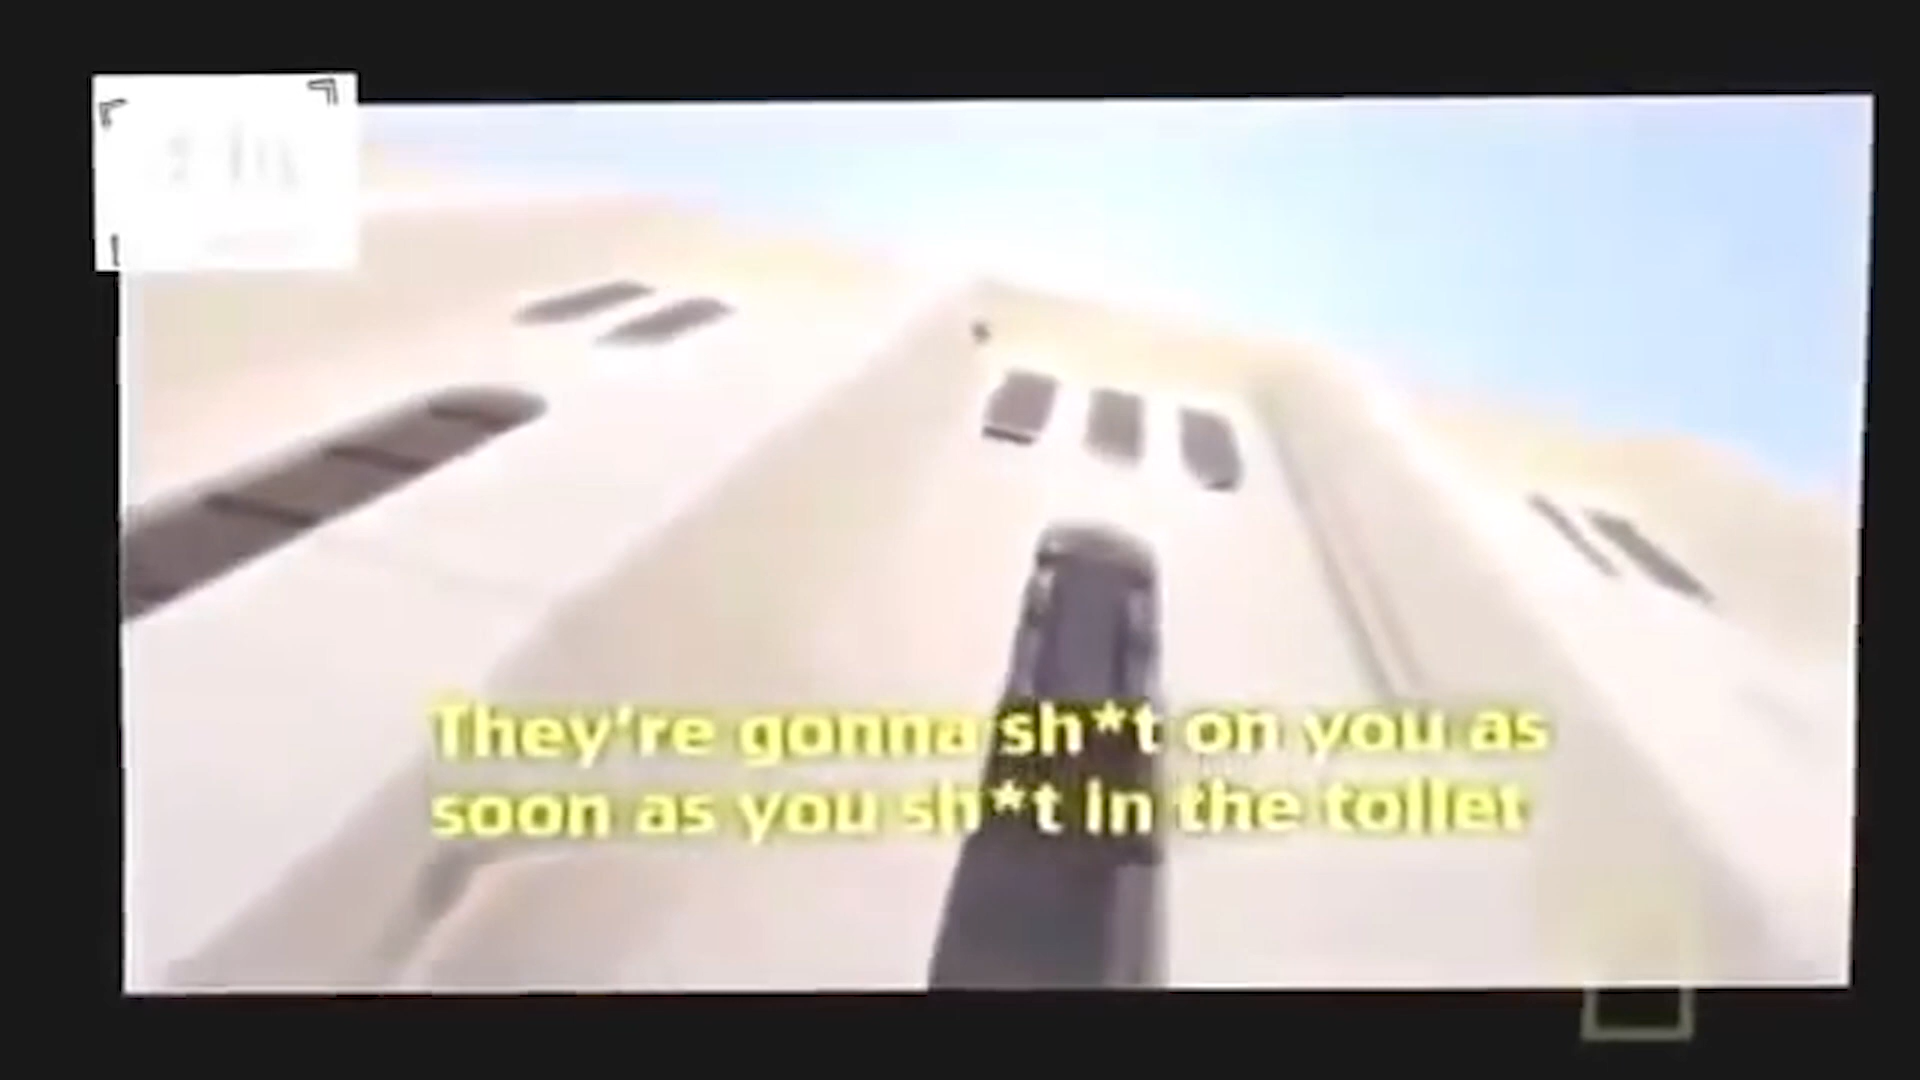 They're gonna sh*t on you as
soon as you sh*t in the toilet